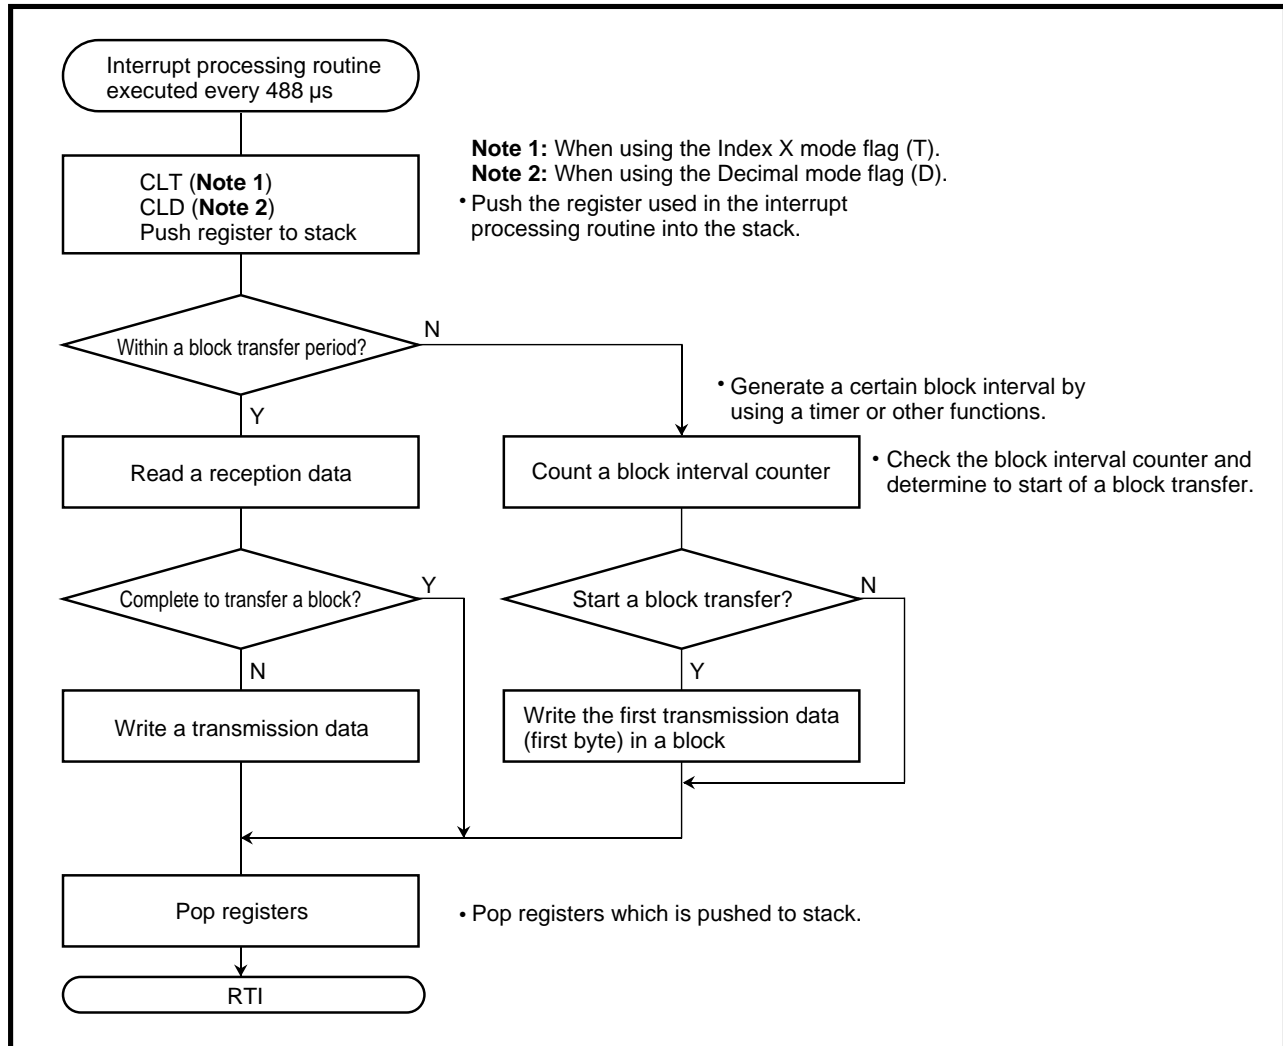 Interrupt processing routine
executed every 488 µs
CLT (Note 1)
CLD (Note 2)
Push register to stack
Note 1: When using the Index X mode flag (T).
Note 2: When using the Decimal mode flag (D).
• Push the register used in the interrupt
processing routine into the stack.
Within a block transfer period?
N
Y
• Generate a certain block interval by
using a timer or other functions.
Read a reception data
Count a block interval counter
• Check the block interval counter and
determine to start of a block transfer.
Complete to transfer a block?
Y
N
Start a block transfer?
N
Y
Write a transmission data
Write the first transmission data
(first byte) in a block
Pop registers
• Pop registers which is pushed to stack.
RTI